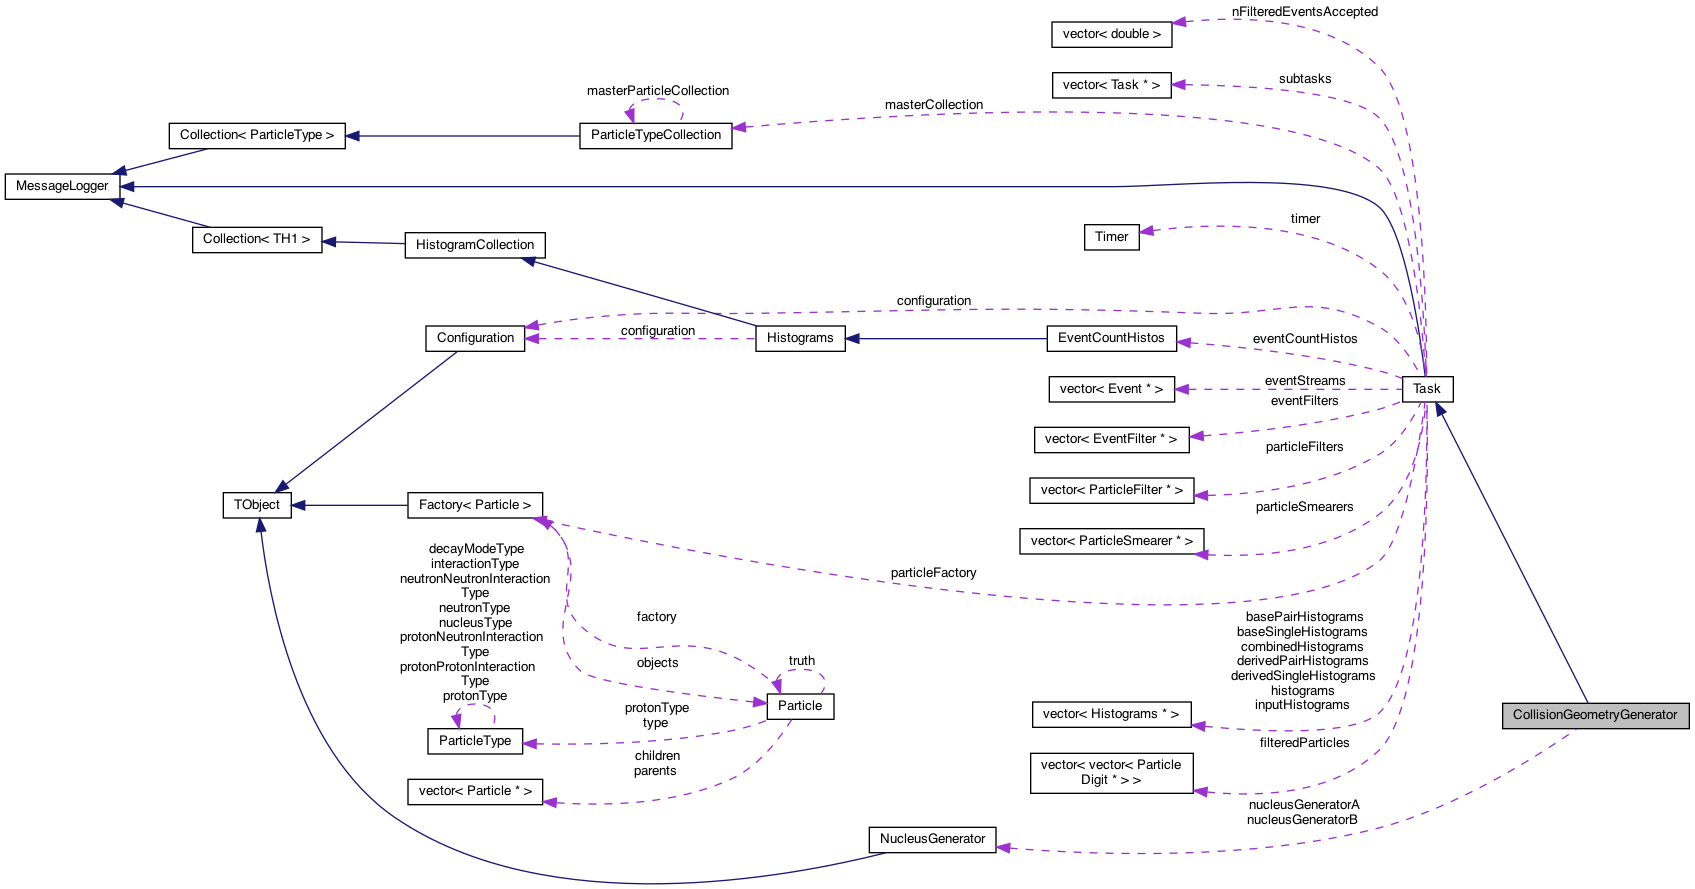 nFilteredEventsAccepted
vector< double >
subtasks
vector< Task * >
masterParticleCollection
masterCollection
Collection< ParticleType >
ParticleTypeCollection
MessageLogger
timer
Timer
Collection< TH1 >
HistogramCollection
configuration
configuration
Configuration
Histograms
EventCountHistos
eventCountHistos
eventStreams
vector< Event * >
Task
eventFilters
vector< EventFilter * >
particleFilters
vector< ParticleFilter * >
TObject
Factory< Particle >
particleSmearers
vector< ParticleSmearer * >
particleFactory
decayModeType
interactionType
neutronNeutronInteraction
Type
neutronType
nucleusType
protonNeutronInteraction
Type
protonProtonInteraction
Type
protonType
ParticleType
factory
objects
truth
Particle
protonType
type
children
parents
vector< Particle * >
basePairHistograms
baseSingleHistograms
combinedHistograms
derivedPairHistograms
derivedSingleHistograms
histograms
inputHistograms
vector< Histograms * >
CollisionGeometryGenerator
filteredParticles
vector< vector< Particle
Digit * > >
nucleusGeneratorA
nucleusGeneratorB
NucleusGenerator